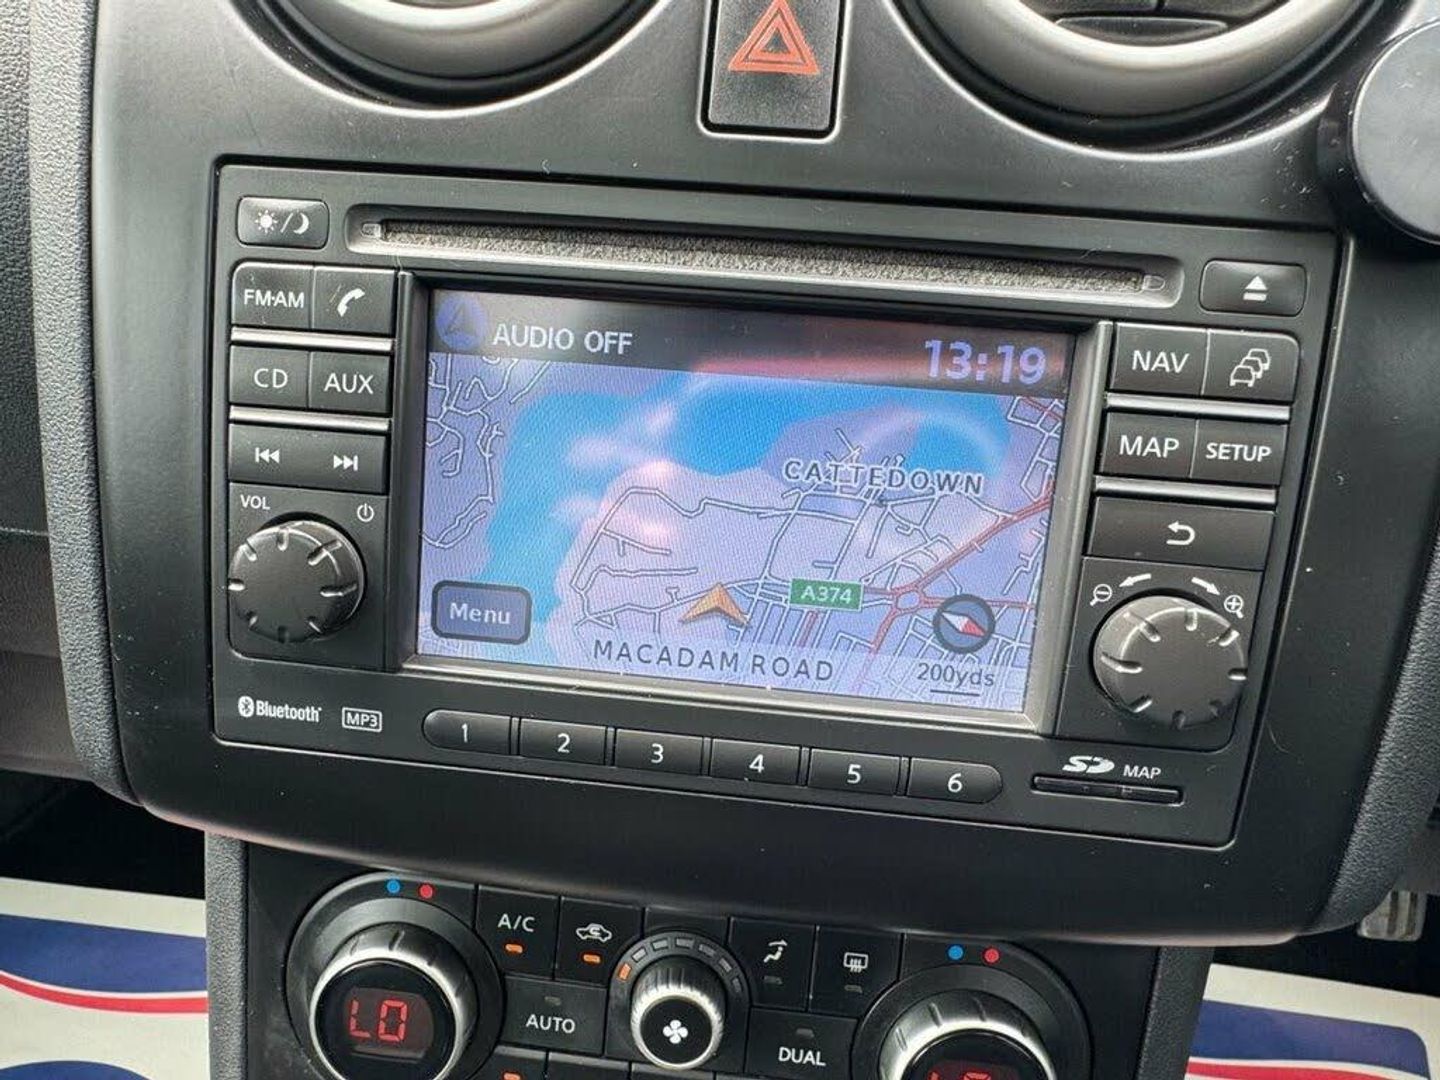 FM·AM
CD
AUX
VOL
AUDIO OFF
13:19
CATTEDOWN
A374
Menu
MACADAM ROAD
200yds
NAV
MAP
SETUP
Bluetooth
MP3
1
2
3
4
5
6
SD
MAP
A/C
AUTO
DUAL
LO
LO